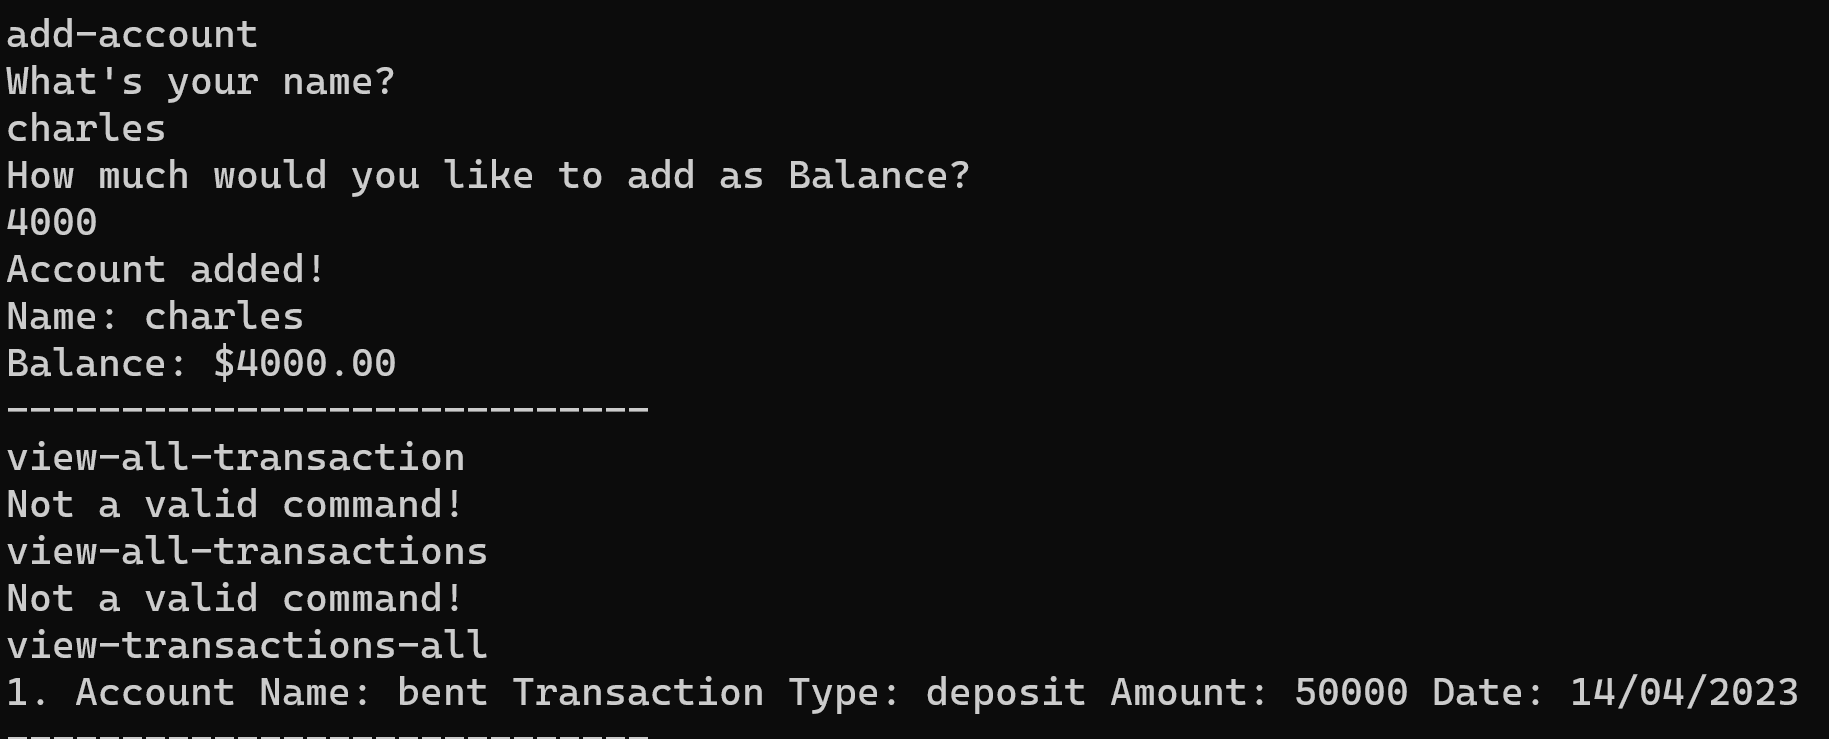 add-account
What's your name?
charles
How much would you like to add as Balance?
4000
Account added!
Name: charles
Balance: $4000.00
----------------------------
view-all-transaction
Not a valid command!
view-all-transactions
Not a valid command!
view-transactions-all
1. Account Name: bent Transaction Type: deposit Amount: 50000 Date: 14/04/2023
----------------------------